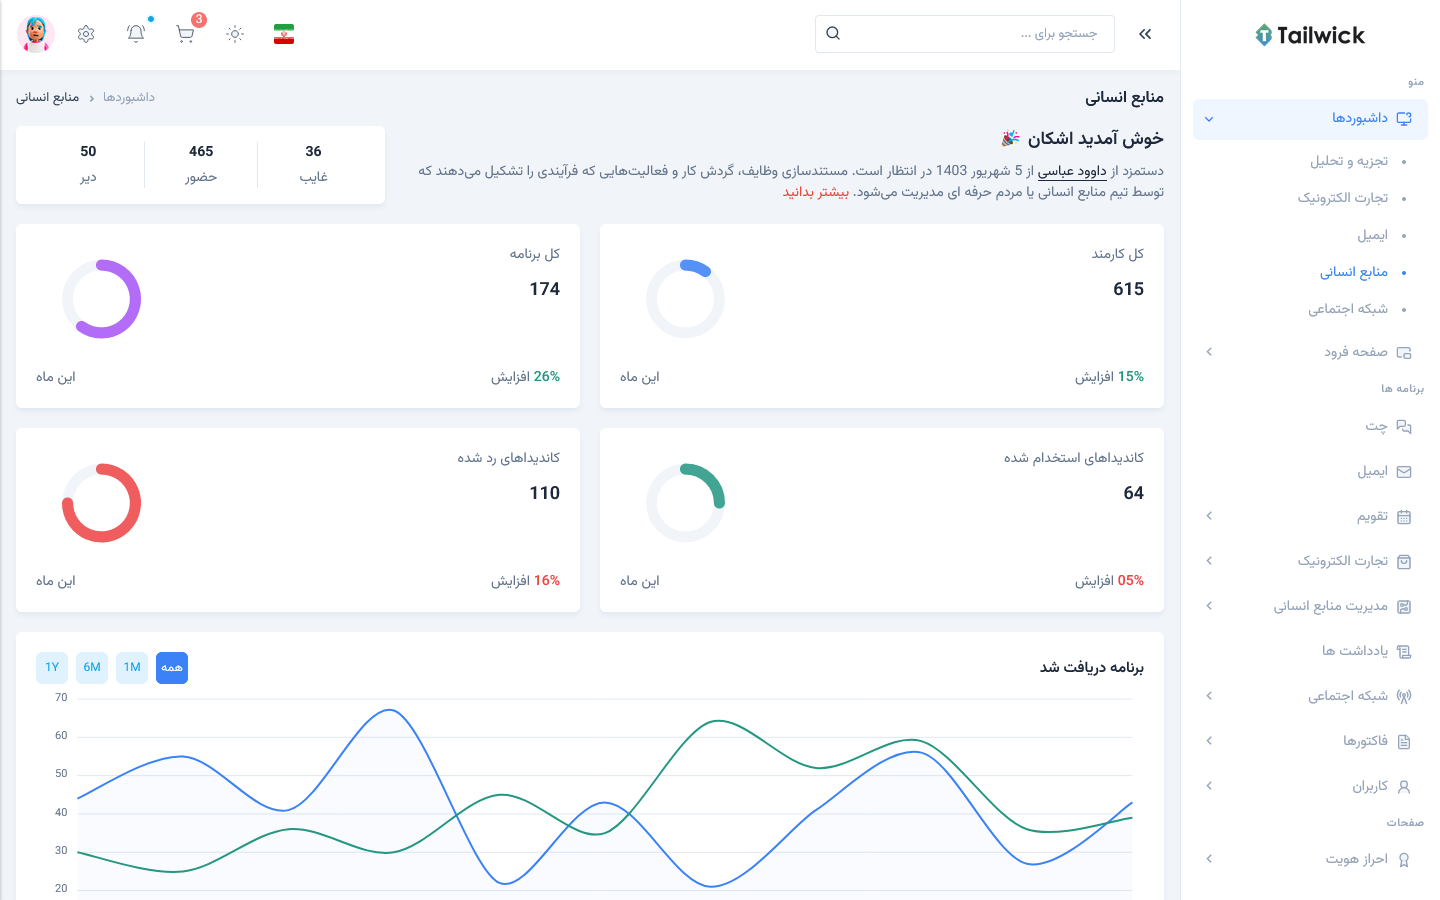 Tailwick
منو
داشبوردها
تجزیه و تحلیل
تجارت الکترونیک
ایمیل
منابع انسانی
شبکه اجتماعی
صفحه فرود
برنامه ها
چت
ایمیل
تقویم
تجارت الکترونیک
مدیریت منابع انسانی
یادداشت ها
شبکه اجتماعی
فاکتورها
کاربران
صفحات
احراز هویت
جستجو برای ...
3
منابع انسانی
داشبوردها
منابع انسانی
خوش آمدید اشکان 🎉
دستمزد از داوود عباسی از 5 شهریور 1403 در انتظار است. مستندسازی وظایف، گردش کار و فعالیت‌هایی که فرآیندی را تشکیل می‌دهند که
توسط تیم منابع انسانی یا مردم حرفه ای مدیریت می‌شود. بیشتر بدانید
36
غایب
465
حضور
50
دیر
کل کارمند
615
15% افزایش
این ماه
کل برنامه
174
26% افزایش
این ماه
کاندیداهای استخدام شده
64
05% افزایش
این ماه
کاندیداهای رد شده
110
16% افزایش
این ماه
برنامه دریافت شد
همه
1M
6M
1Y
70
60
50
40
30
20